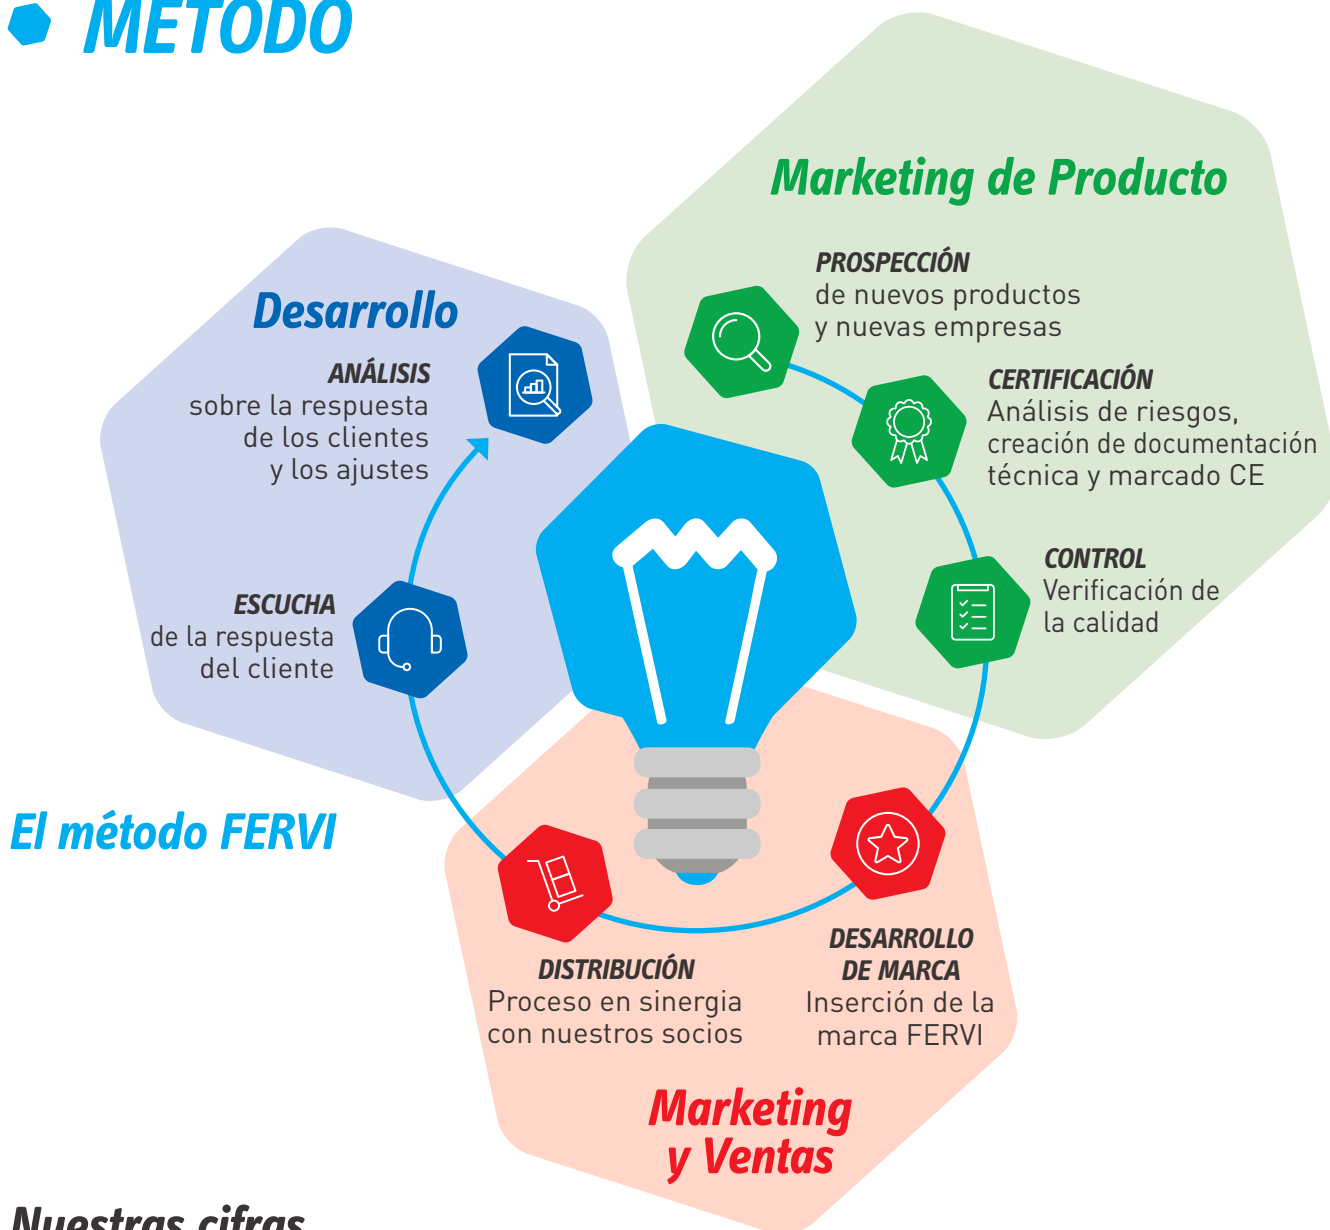 MÉTODO
Marketing de Producto
PROSPECCIÓN
de nuevos productos
y nuevas empresas
CERTIFICACIÓN
Análisis de riesgos,
creación de documentación
técnica y marcado CE
CONTROL
Verificación de
la calidad
Desarrollo
ANÁLISIS
sobre la respuesta
de los clientes
y los ajustes
ESCUCHA
de la respuesta
del cliente
El método FERVI
DESARROLLO
DE MARCA
Inserción de la
marca FERVI
DISTRIBUCIÓN
Proceso en sinergia
con nuestros socios
Marketing
y Ventas
Nuestras cifras